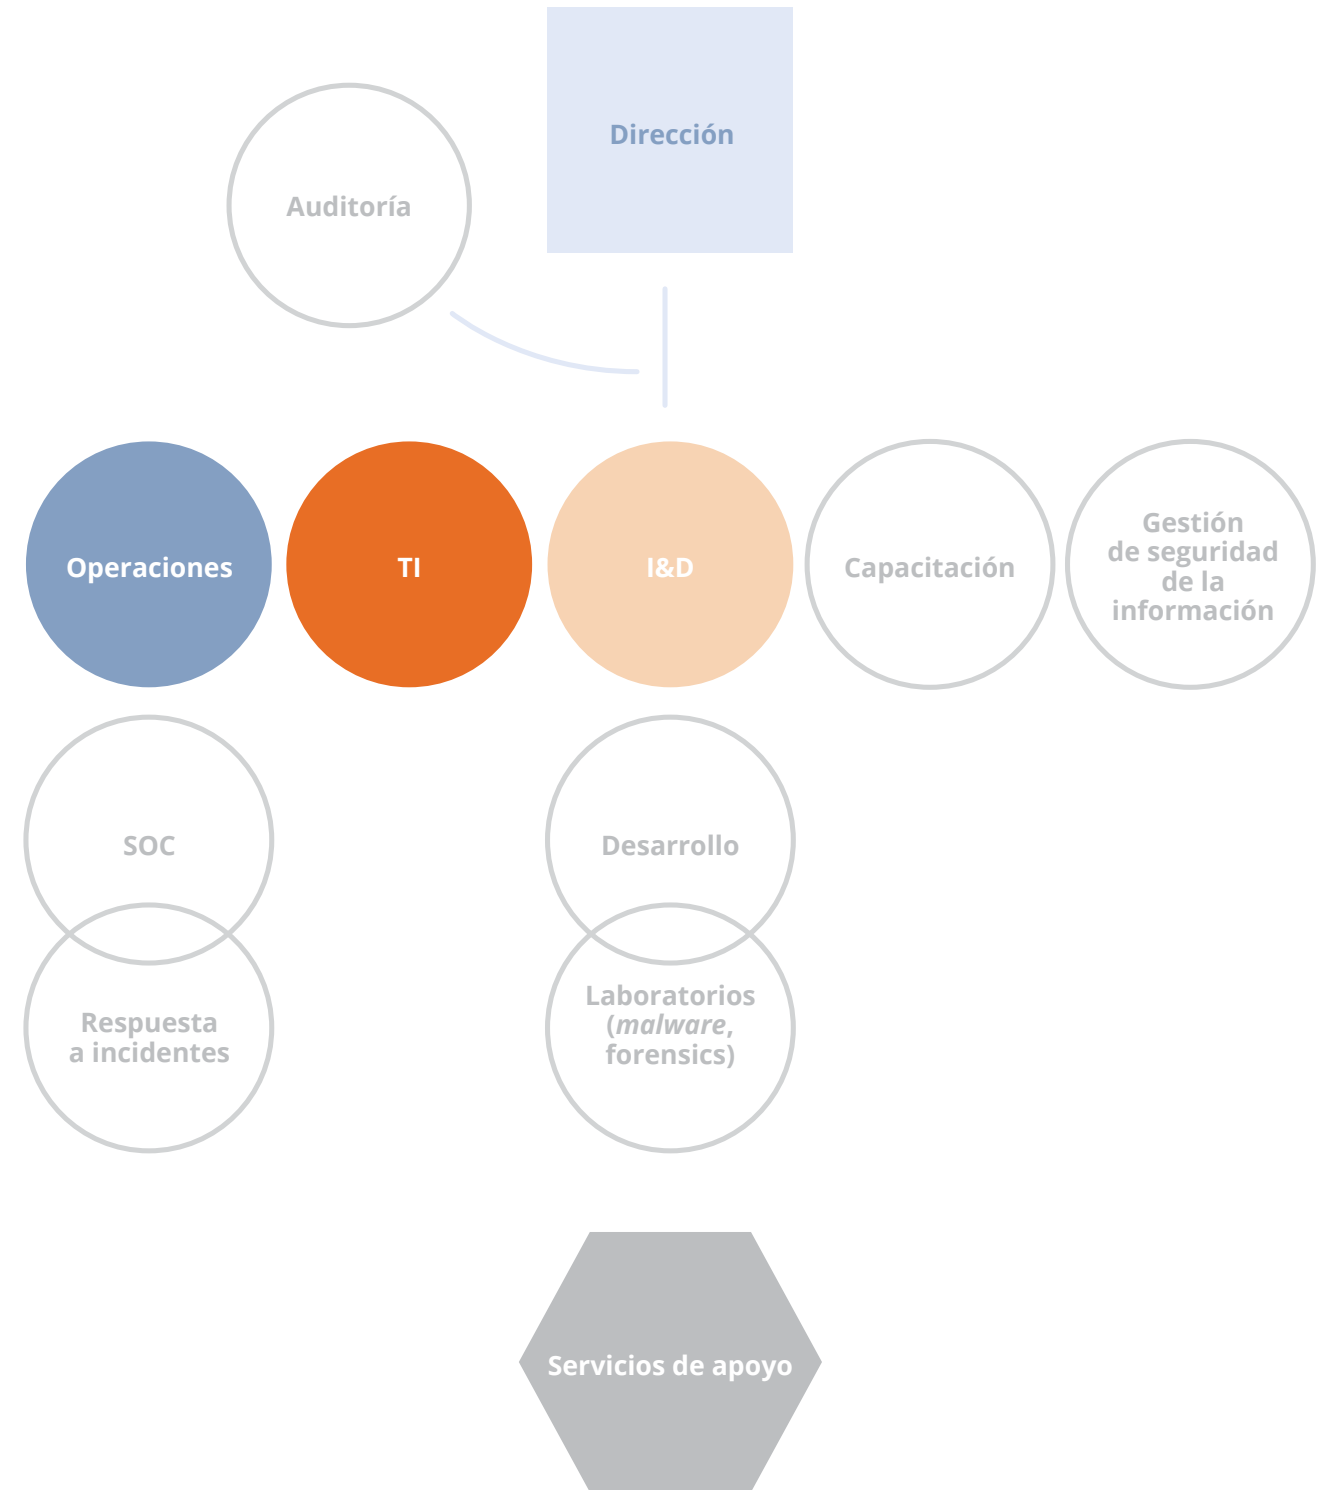 Dirección
Auditoría
Operaciones
TI
I&D
Capacitación
Gestión
de seguridad
de la
información
SOC
Desarrollo
Respuesta
a incidentes
Laboratorios
(malware,
forensics)
Servicios de apoyo